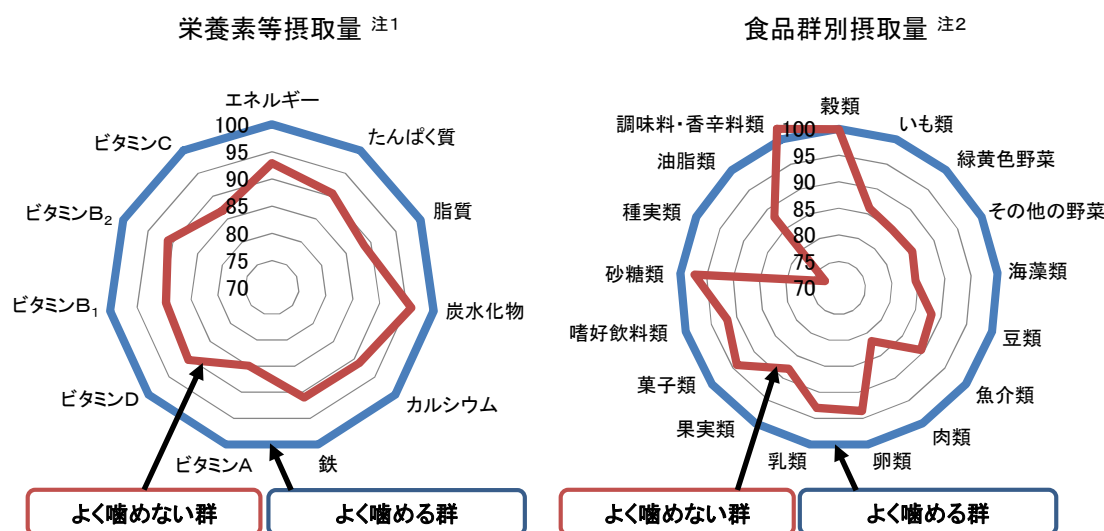 栄養素等摂取量 注1
エネルギー
たんぱく質
脂質
炭水化物
カルシウム
鉄
ビタミンA
ビタミンD
ビタミンB1
ビタミンB2
ビタミンC
100
95
90
85
80
75
70
よく噛めない群
よく噛める群
食品群別摂取量 注2
穀類
いも類
緑黄色野菜
その他の野菜
海藻類
豆類
魚介類
肉類
卵類
乳類
果実類
菓子類
嗜好飲料類
砂糖類
種実類
油脂類
調味料・香辛料類
100
95
90
85
80
75
70
よく噛めない群
よく噛める群